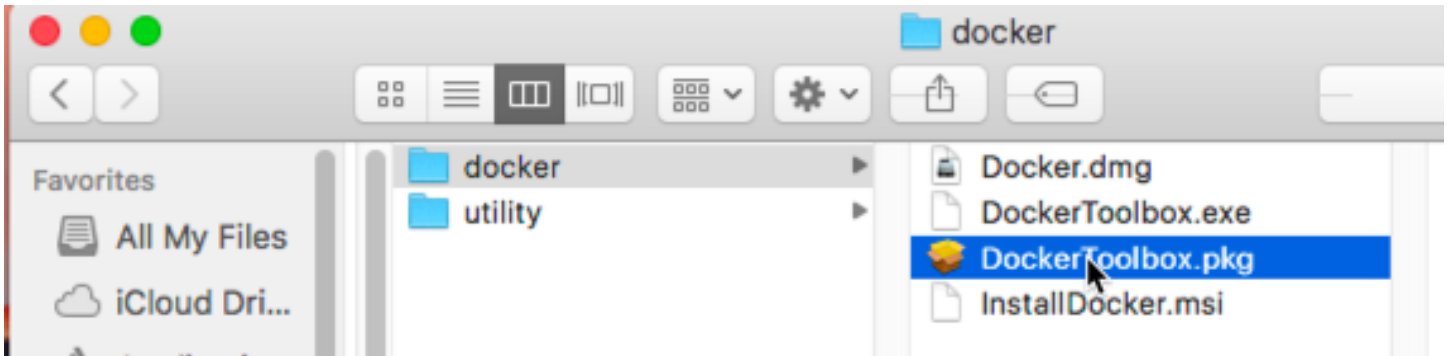 docker
Favorites
All My Files
iCloud Dri...
docker
utility
Docker.dmg
DockerToolbox.exe
DockerToolbox.pkg
InstallDocker.msi